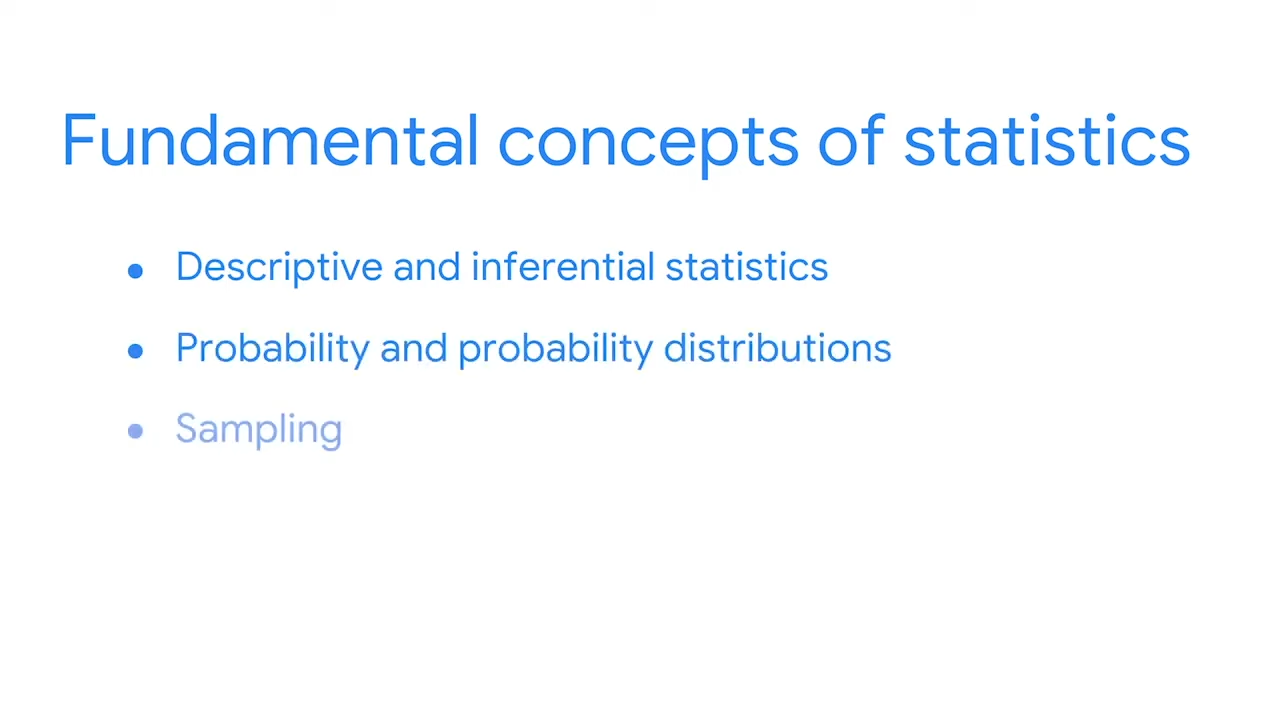 Fundamental concepts of statistics
• Descriptive and inferential statistics
• Probability and probability distributions
• Sampling